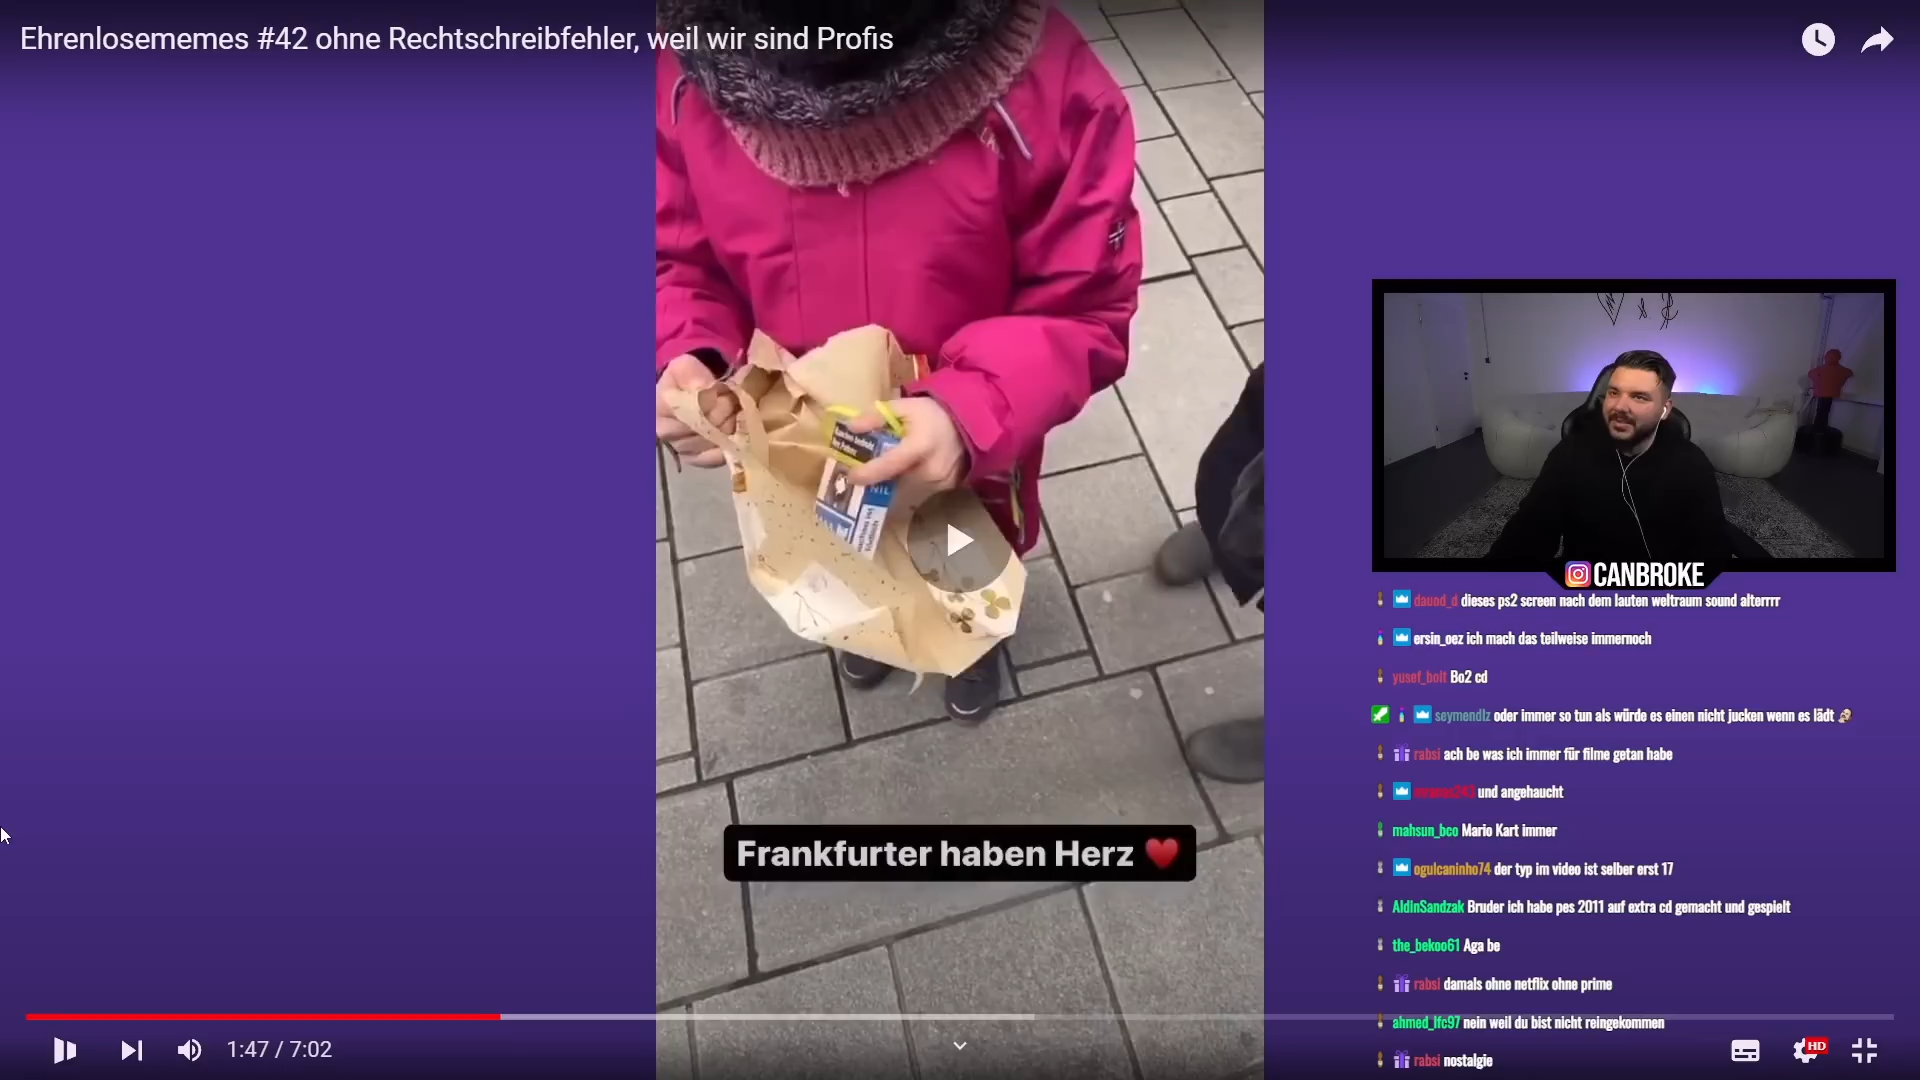 Ehrenlosememes #42 ohne Rechtschreibfehler, weil wir sind Profis
NIL
Frankfurter haben Herz ❤️
CANBROKE
dauod_d dieses ps2 screen nach dem lauten weltraum sound alterrrr
ersin_oez ich mach das teilweise immernoch
yusef_bolt Bo2 cd
seymendlz oder immer so tun als würde es einen nicht jucken wenn es lädt
rabsi ach be was ich immer für filme getan habe
und angehaucht
mahsun_bco Mario Kart immer
ogulcaninho74 der typ im video ist selber erst 17
AldinSandzak Bruder ich habe pes 2011 auf extra cd gemacht und gespielt
the_bekoo61 Aga be
rabsi damals ohne netflix ohne prime
ahmed_lfc97 nein weil du bist nicht reingekommen
rabsi nostalgie
1:47 / 7:02
HD